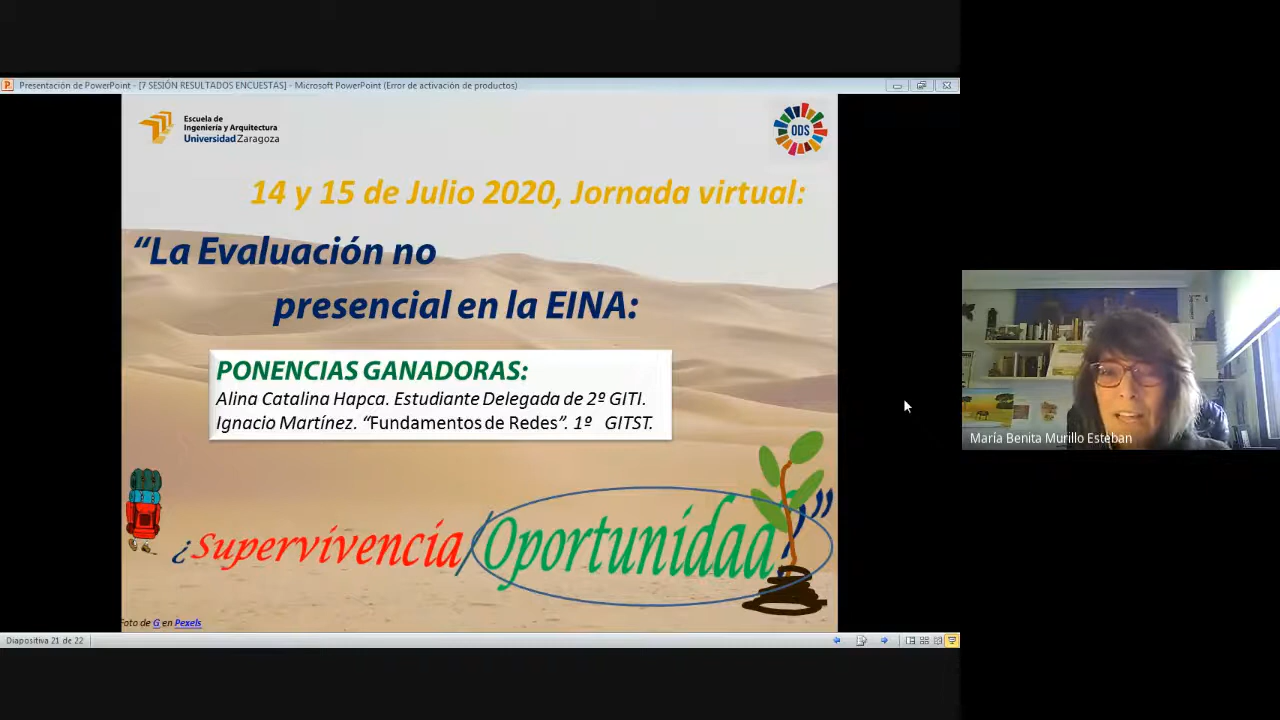 Presentación de PowerPoint - [7 SESIÓN RESULTADOS ENCUESTAS] - Microsoft PowerPoint (Error de activación de productos)
Escuela de
Ingeniería y Arquitectura
Universidad Zaragoza
ODS
14 y 15 de Julio 2020, Jornada virtual:
“La Evaluación no
presencial en la EINA:
PONENCIAS GANADORAS:
Alina Catalina Hapca. Estudiante Delegada de 2º GITI.
Ignacio Martínez. “Fundamentos de Redes”. 1º GITST.
María Benita Murillo Esteban
¿Supervivencia/Oportunidad?”
Foto de G en Pexels
Diapositiva 21 de 22